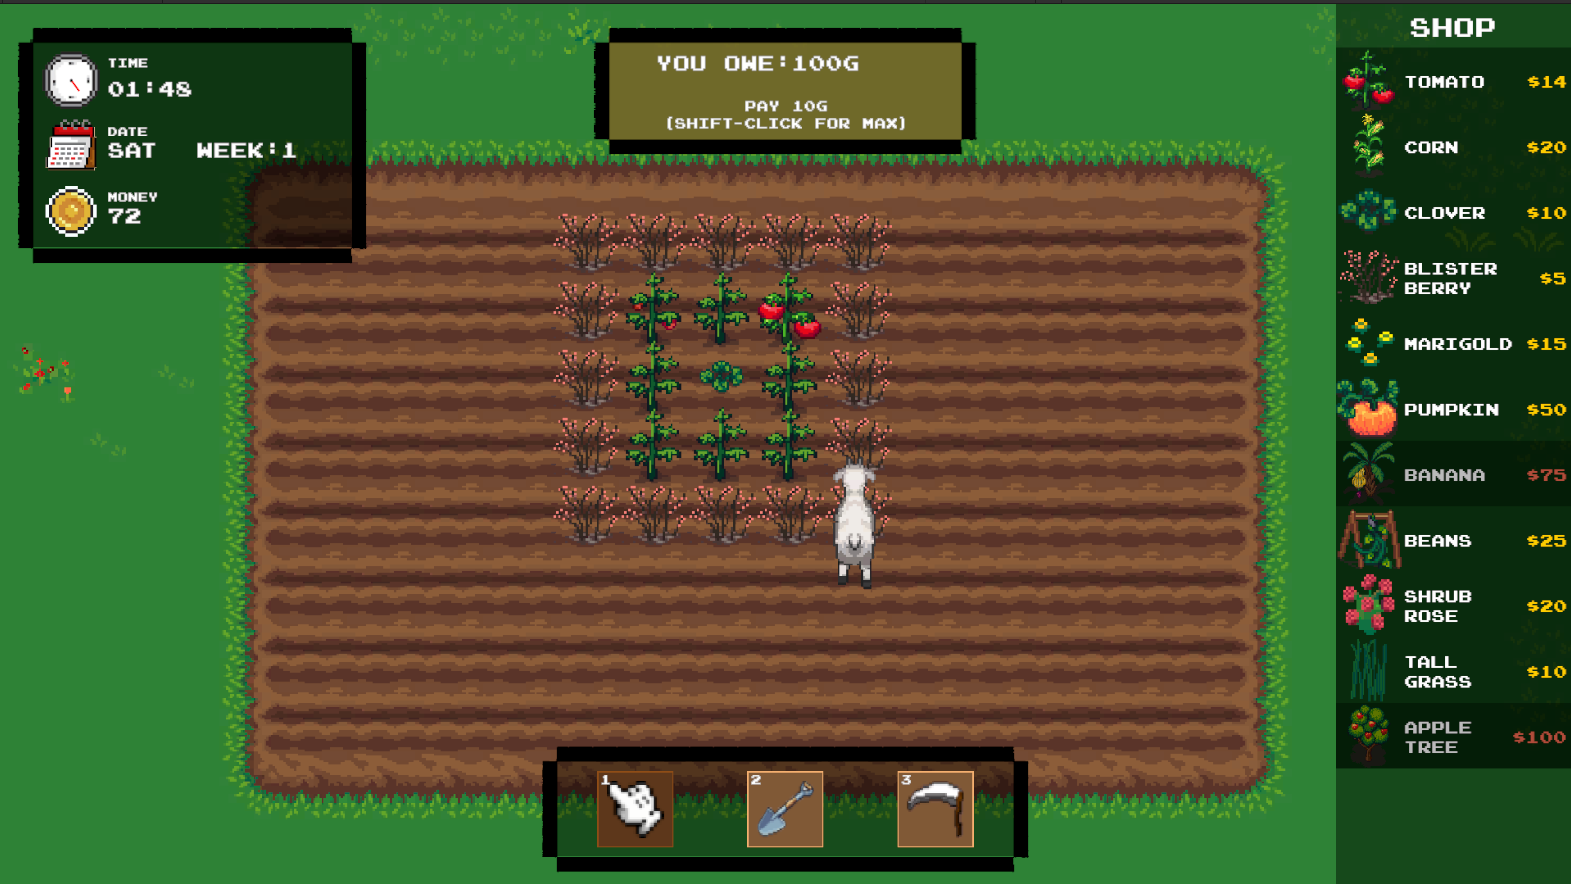 TIME
01:48
DATE
SAT WEEK:1
MONEY
72
YOU OWE:100G
PAY 10G
(SHIFT-CLICK FOR MAX)
SHOP
TOMATO $14
CORN $20
CLOVER $10
BLISTER
BERRY $5
MARIGOLD $15
PUMPKIN $50
BANANA $75
BEANS $25
SHRUB
ROSE $20
TALL
GRASS $10
APPLE
TREE $100
1
2
3